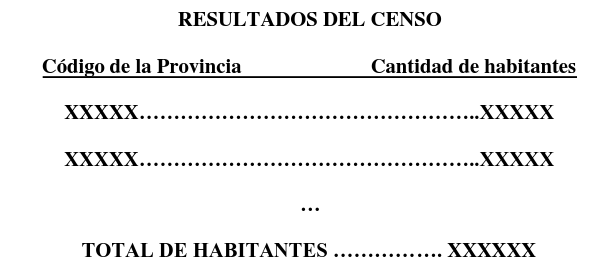 RESULTADOS DEL CENSO
Código de la Provincia Cantidad de habitantes
XXXXX…………………………………………..XXXXX
XXXXX…………………………………………..XXXXX
…
TOTAL DE HABITANTES ……………. XXXXXX